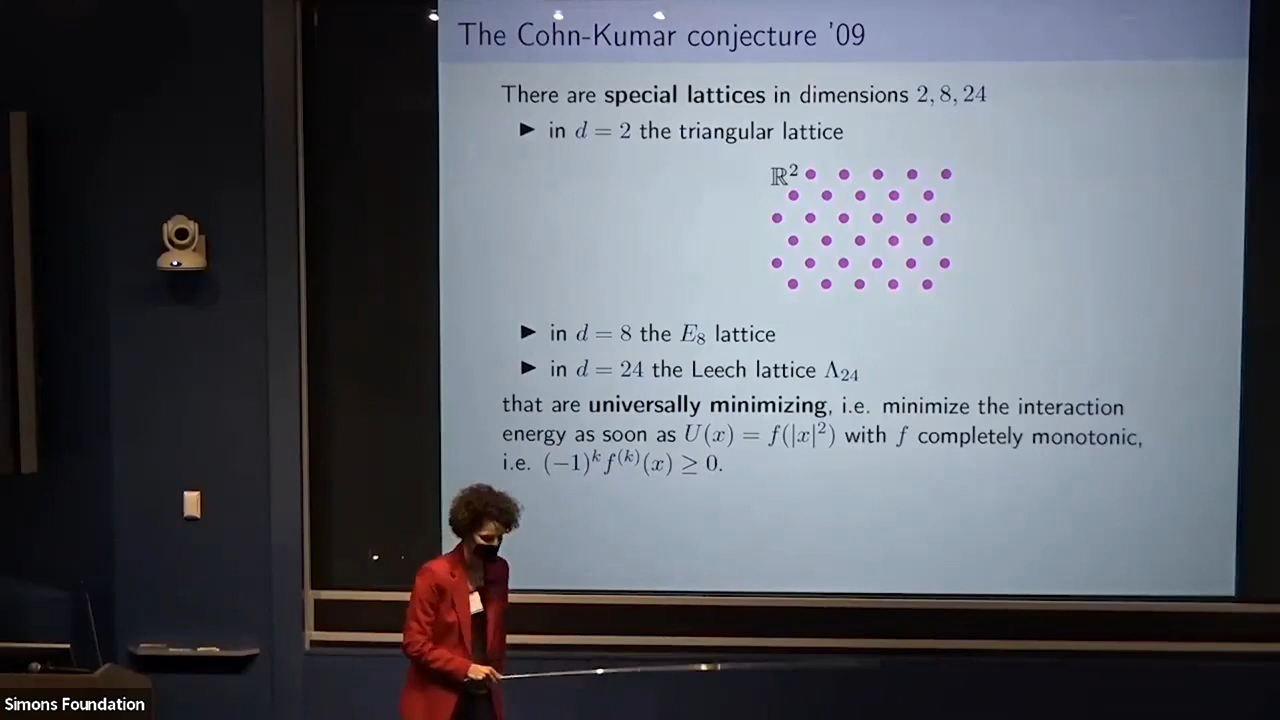 The Cohn-Kumar conjecture '09
There are special lattices in dimensions 2, 8, 24
► in d = 2 the triangular lattice
ℝ²
► in d = 8 the E₈ lattice
► in d = 24 the Leech lattice Λ₂₄
that are universally minimizing, i.e. minimize the interaction
energy as soon as U(x) = f(|x|²) with f completely monotonic,
i.e. (−1)ᵏf⁽ᵏ⁾(x) ≥ 0.
Simons Foundation